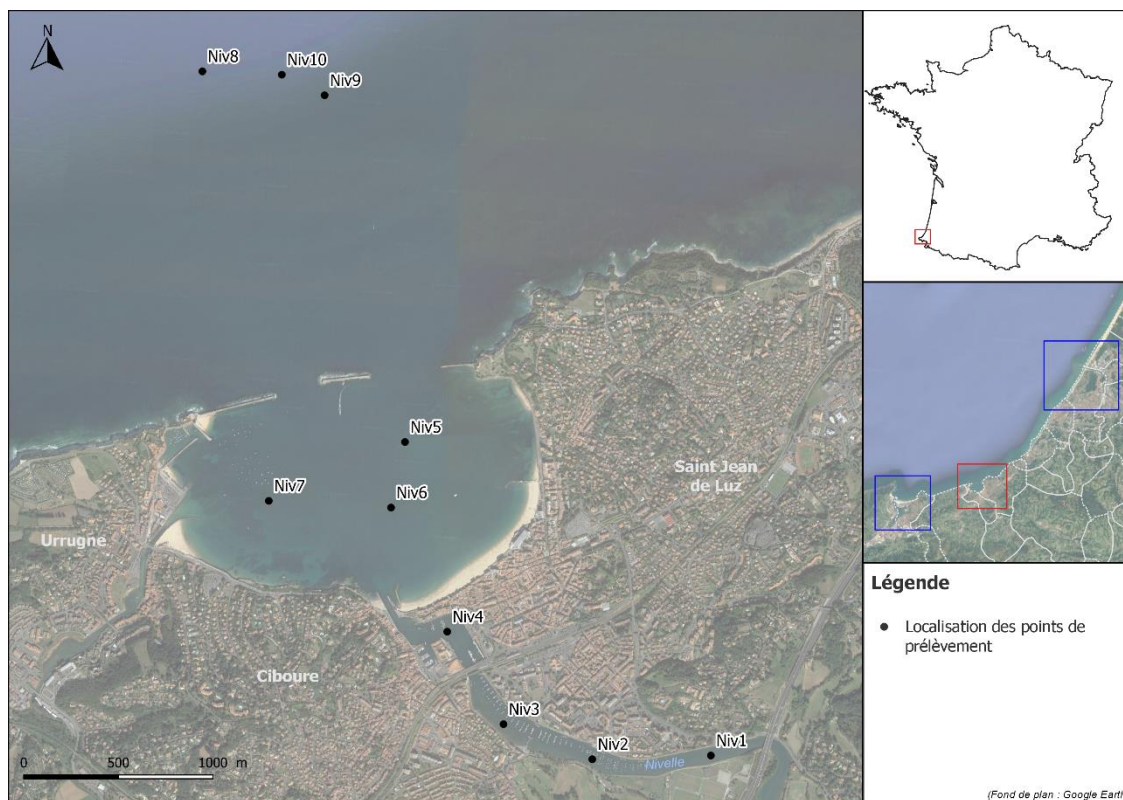 N
Niv8
Niv10
Niv9
Niv5
Niv7
Niv6
Saint Jean
de Luz
Urrugne
Niv4
Ciboure
Niv3
Niv2
Niv1
Nivelle
0 500 1000 m
Légende
Localisation des points de
prélèvement
(Fond de plan : Google Earth